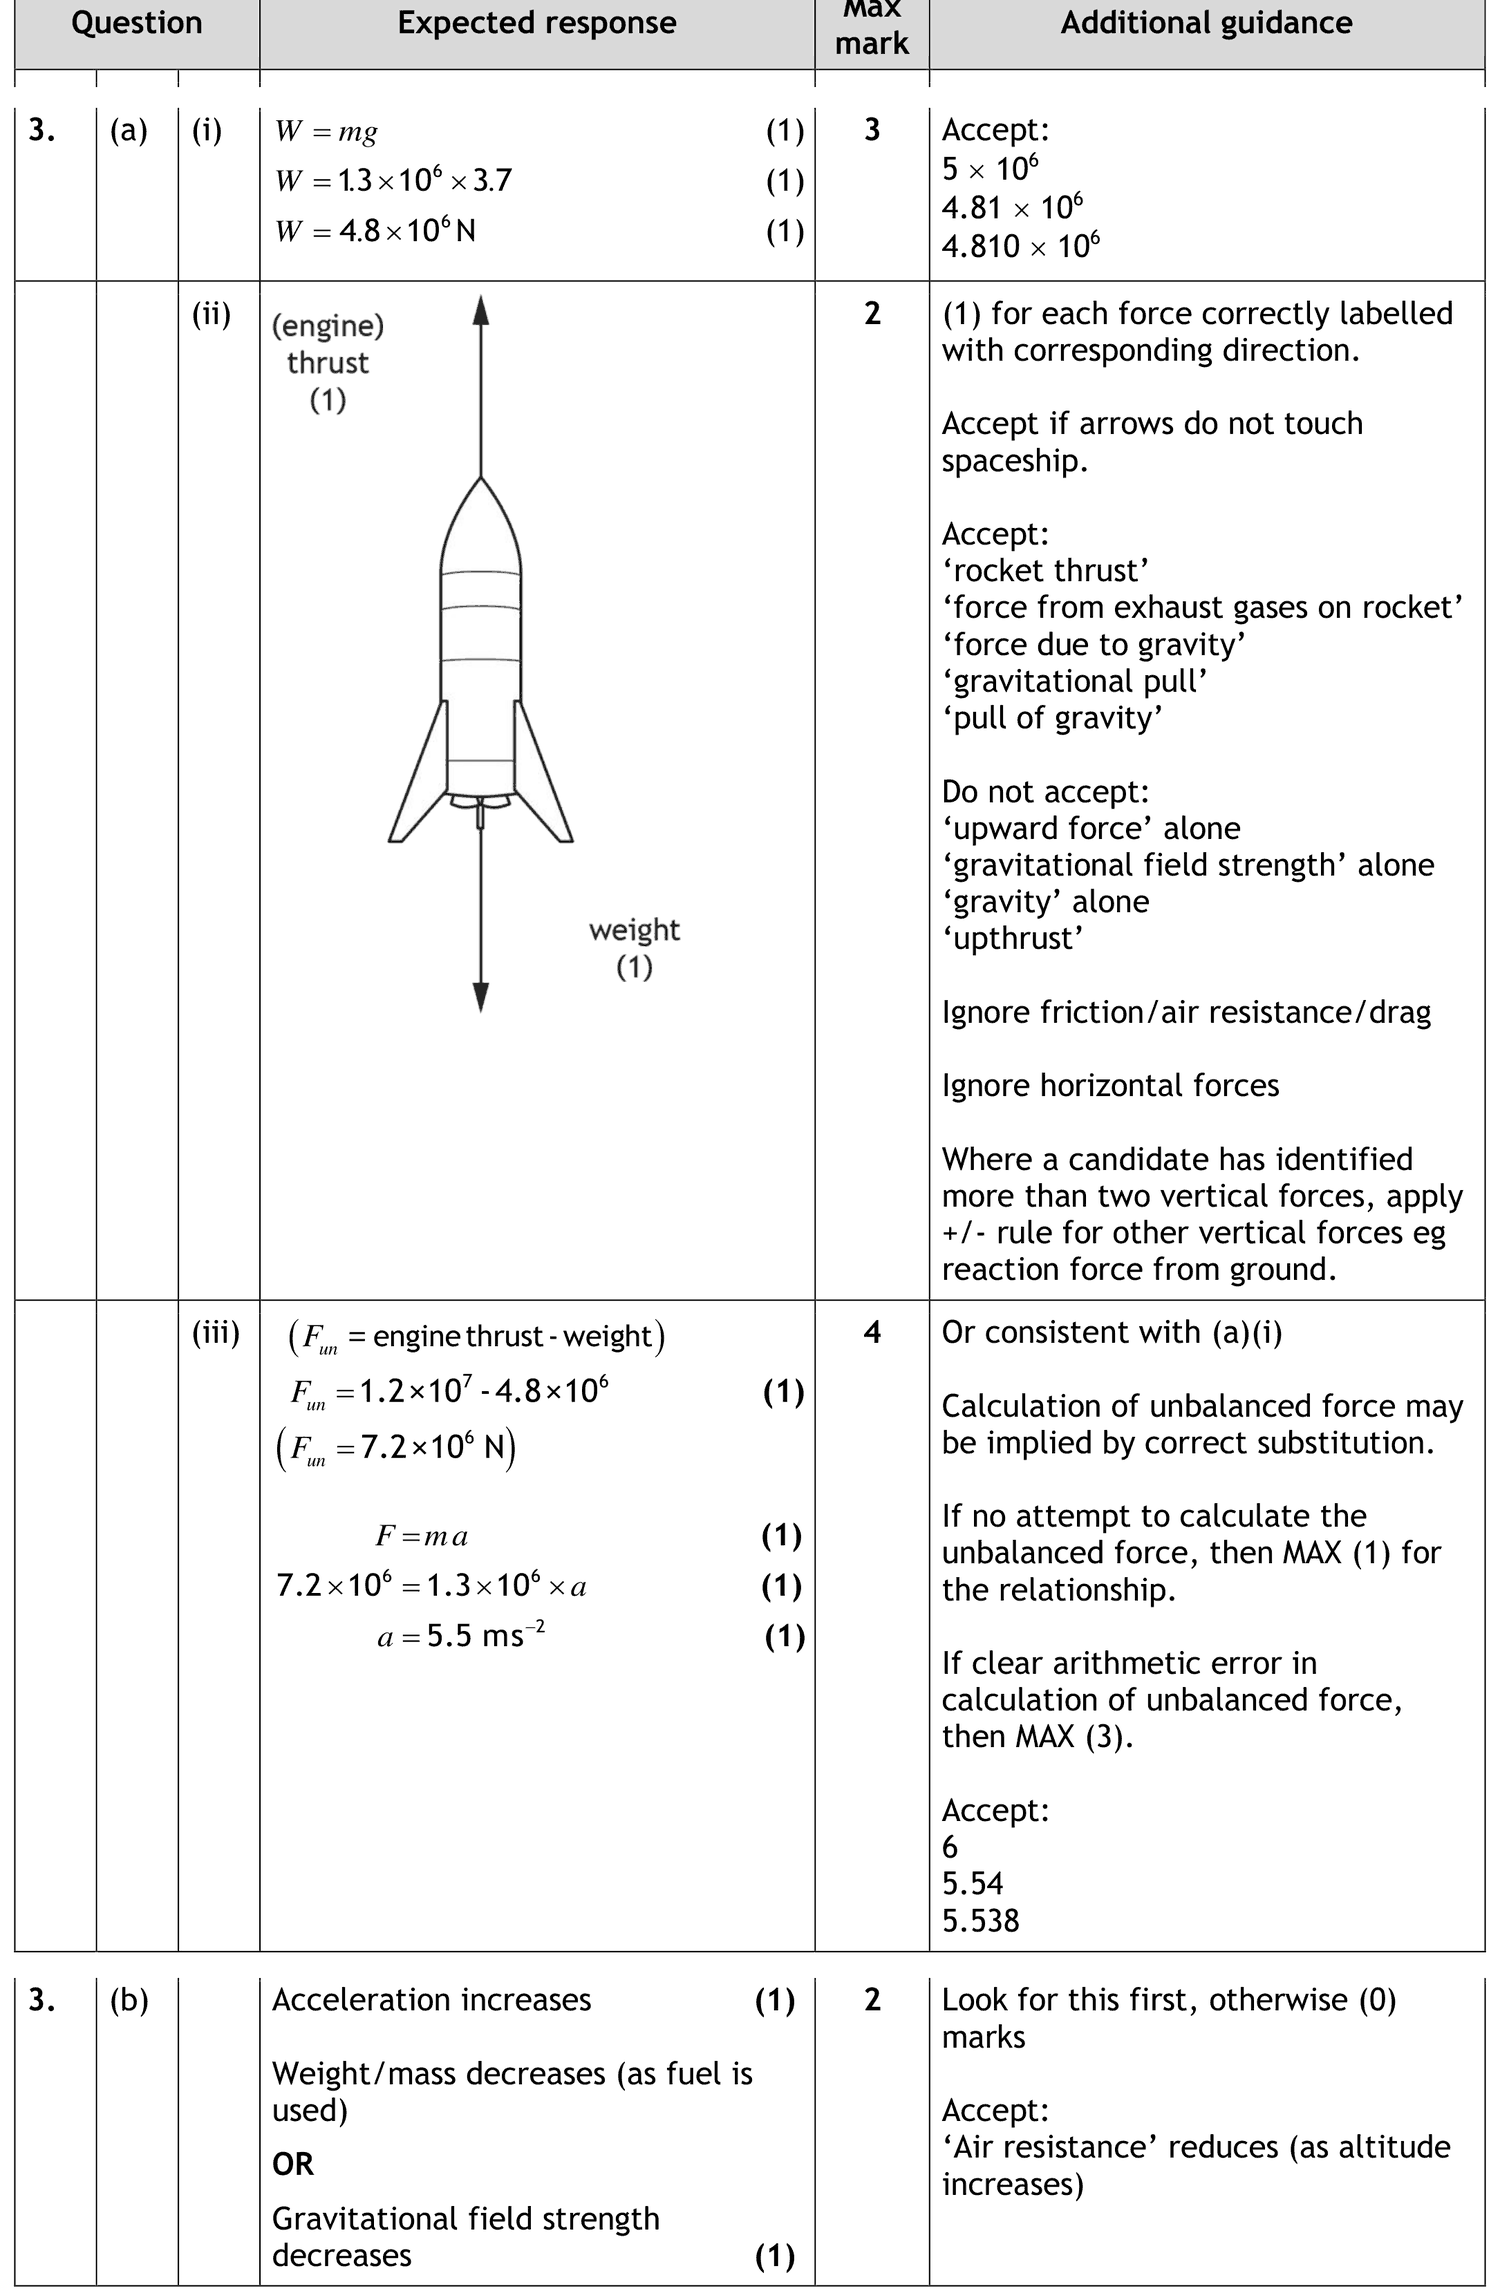 Question Expected response Max mark Additional guidance
3. (a) (i) W = mg (1) 3 Accept:
W = 1.3 × 10⁶ × 3.7 (1) 5 × 10⁶
W = 4.8 × 10⁶ N (1) 4.81 × 10⁶
4.810 × 10⁶
(ii) (engine)
thrust
(1)
weight
(1)
2
(1) for each force correctly labelled
with corresponding direction.
Accept if arrows do not touch
spaceship.
Accept:
‘rocket thrust’
‘force from exhaust gases on rocket’
‘force due to gravity’
‘gravitational pull’
‘pull of gravity’
Do not accept:
‘upward force’ alone
‘gravitational field strength’ alone
‘gravity’ alone
‘upthrust’
Ignore friction/air resistance/drag
Ignore horizontal forces
Where a candidate has identified
more than two vertical forces, apply
+/- rule for other vertical forces eg
reaction force from ground.
(iii) (Fun = engine thrust - weight)
Fun = 1.2×10⁷ - 4.8×10⁶ (1)
(Fun = 7.2×10⁶ N)
F = ma (1)
7.2×10⁶ = 1.3×10⁶ × a (1)
a = 5.5 ms⁻² (1)
4
Or consistent with (a)(i)
Calculation of unbalanced force may
be implied by correct substitution.
If no attempt to calculate the
unbalanced force, then MAX (1) for
the relationship.
If clear arithmetic error in
calculation of unbalanced force,
then MAX (3).
Accept:
6
5.54
5.538
3. (b) Acceleration increases (1)
Weight/mass decreases (as fuel is
used)
OR
Gravitational field strength
decreases (1)
2
Look for this first, otherwise (0)
marks
Accept:
‘Air resistance’ reduces (as altitude
increases)